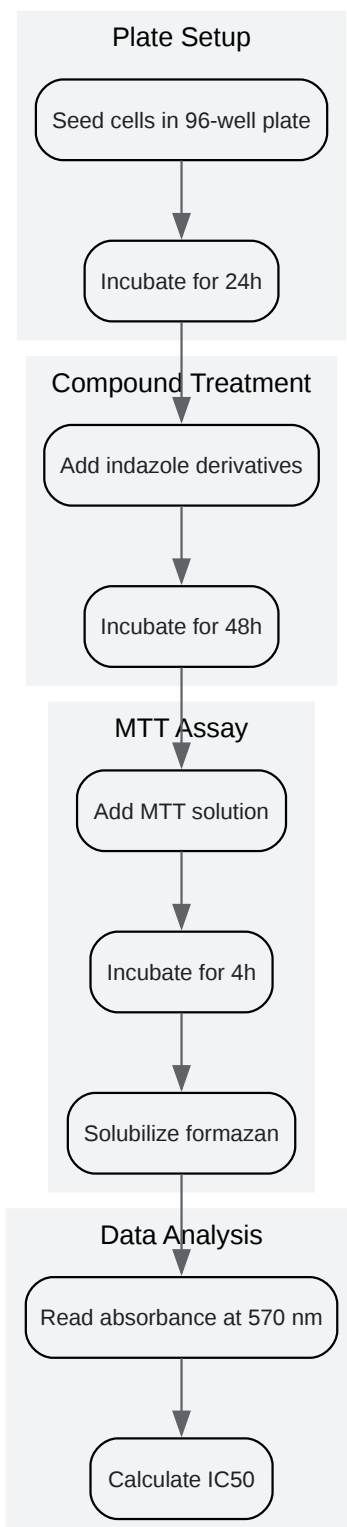 Plate Setup
Seed cells in 96-well plate
Incubate for 24h
Compound Treatment
Add indazole derivatives
Incubate for 48h
MTT Assay
Add MTT solution
Incubate for 4h
Solubilize formazan
Data Analysis
Read absorbance at 570 nm
Calculate IC50